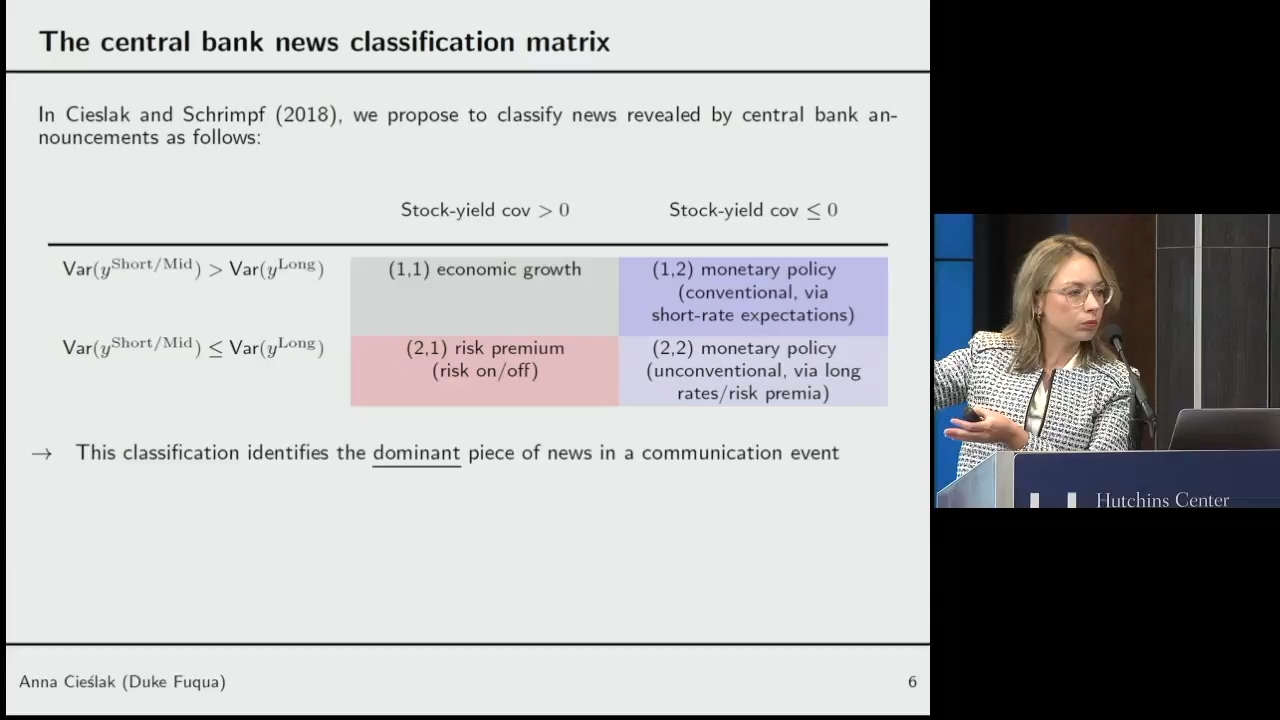 The central bank news classification matrix
In Cieslak and Schrimpf (2018), we propose to classify news revealed by central bank an-
nouncements as follows:
Stock-yield cov > 0 Stock-yield cov ≤ 0
Var(y^Short/Mid) > Var(y^Long) (1,1) economic growth (1,2) monetary policy
(conventional, via
short-rate expectations)
Var(y^Short/Mid) ≤ Var(y^Long) (2,1) risk premium (2,2) monetary policy
(risk on/off) (unconventional, via long
rates/risk premia)
→ This classification identifies the dominant piece of news in a communication event
Anna Cieślak (Duke Fuqua) 6
Hutchins Center